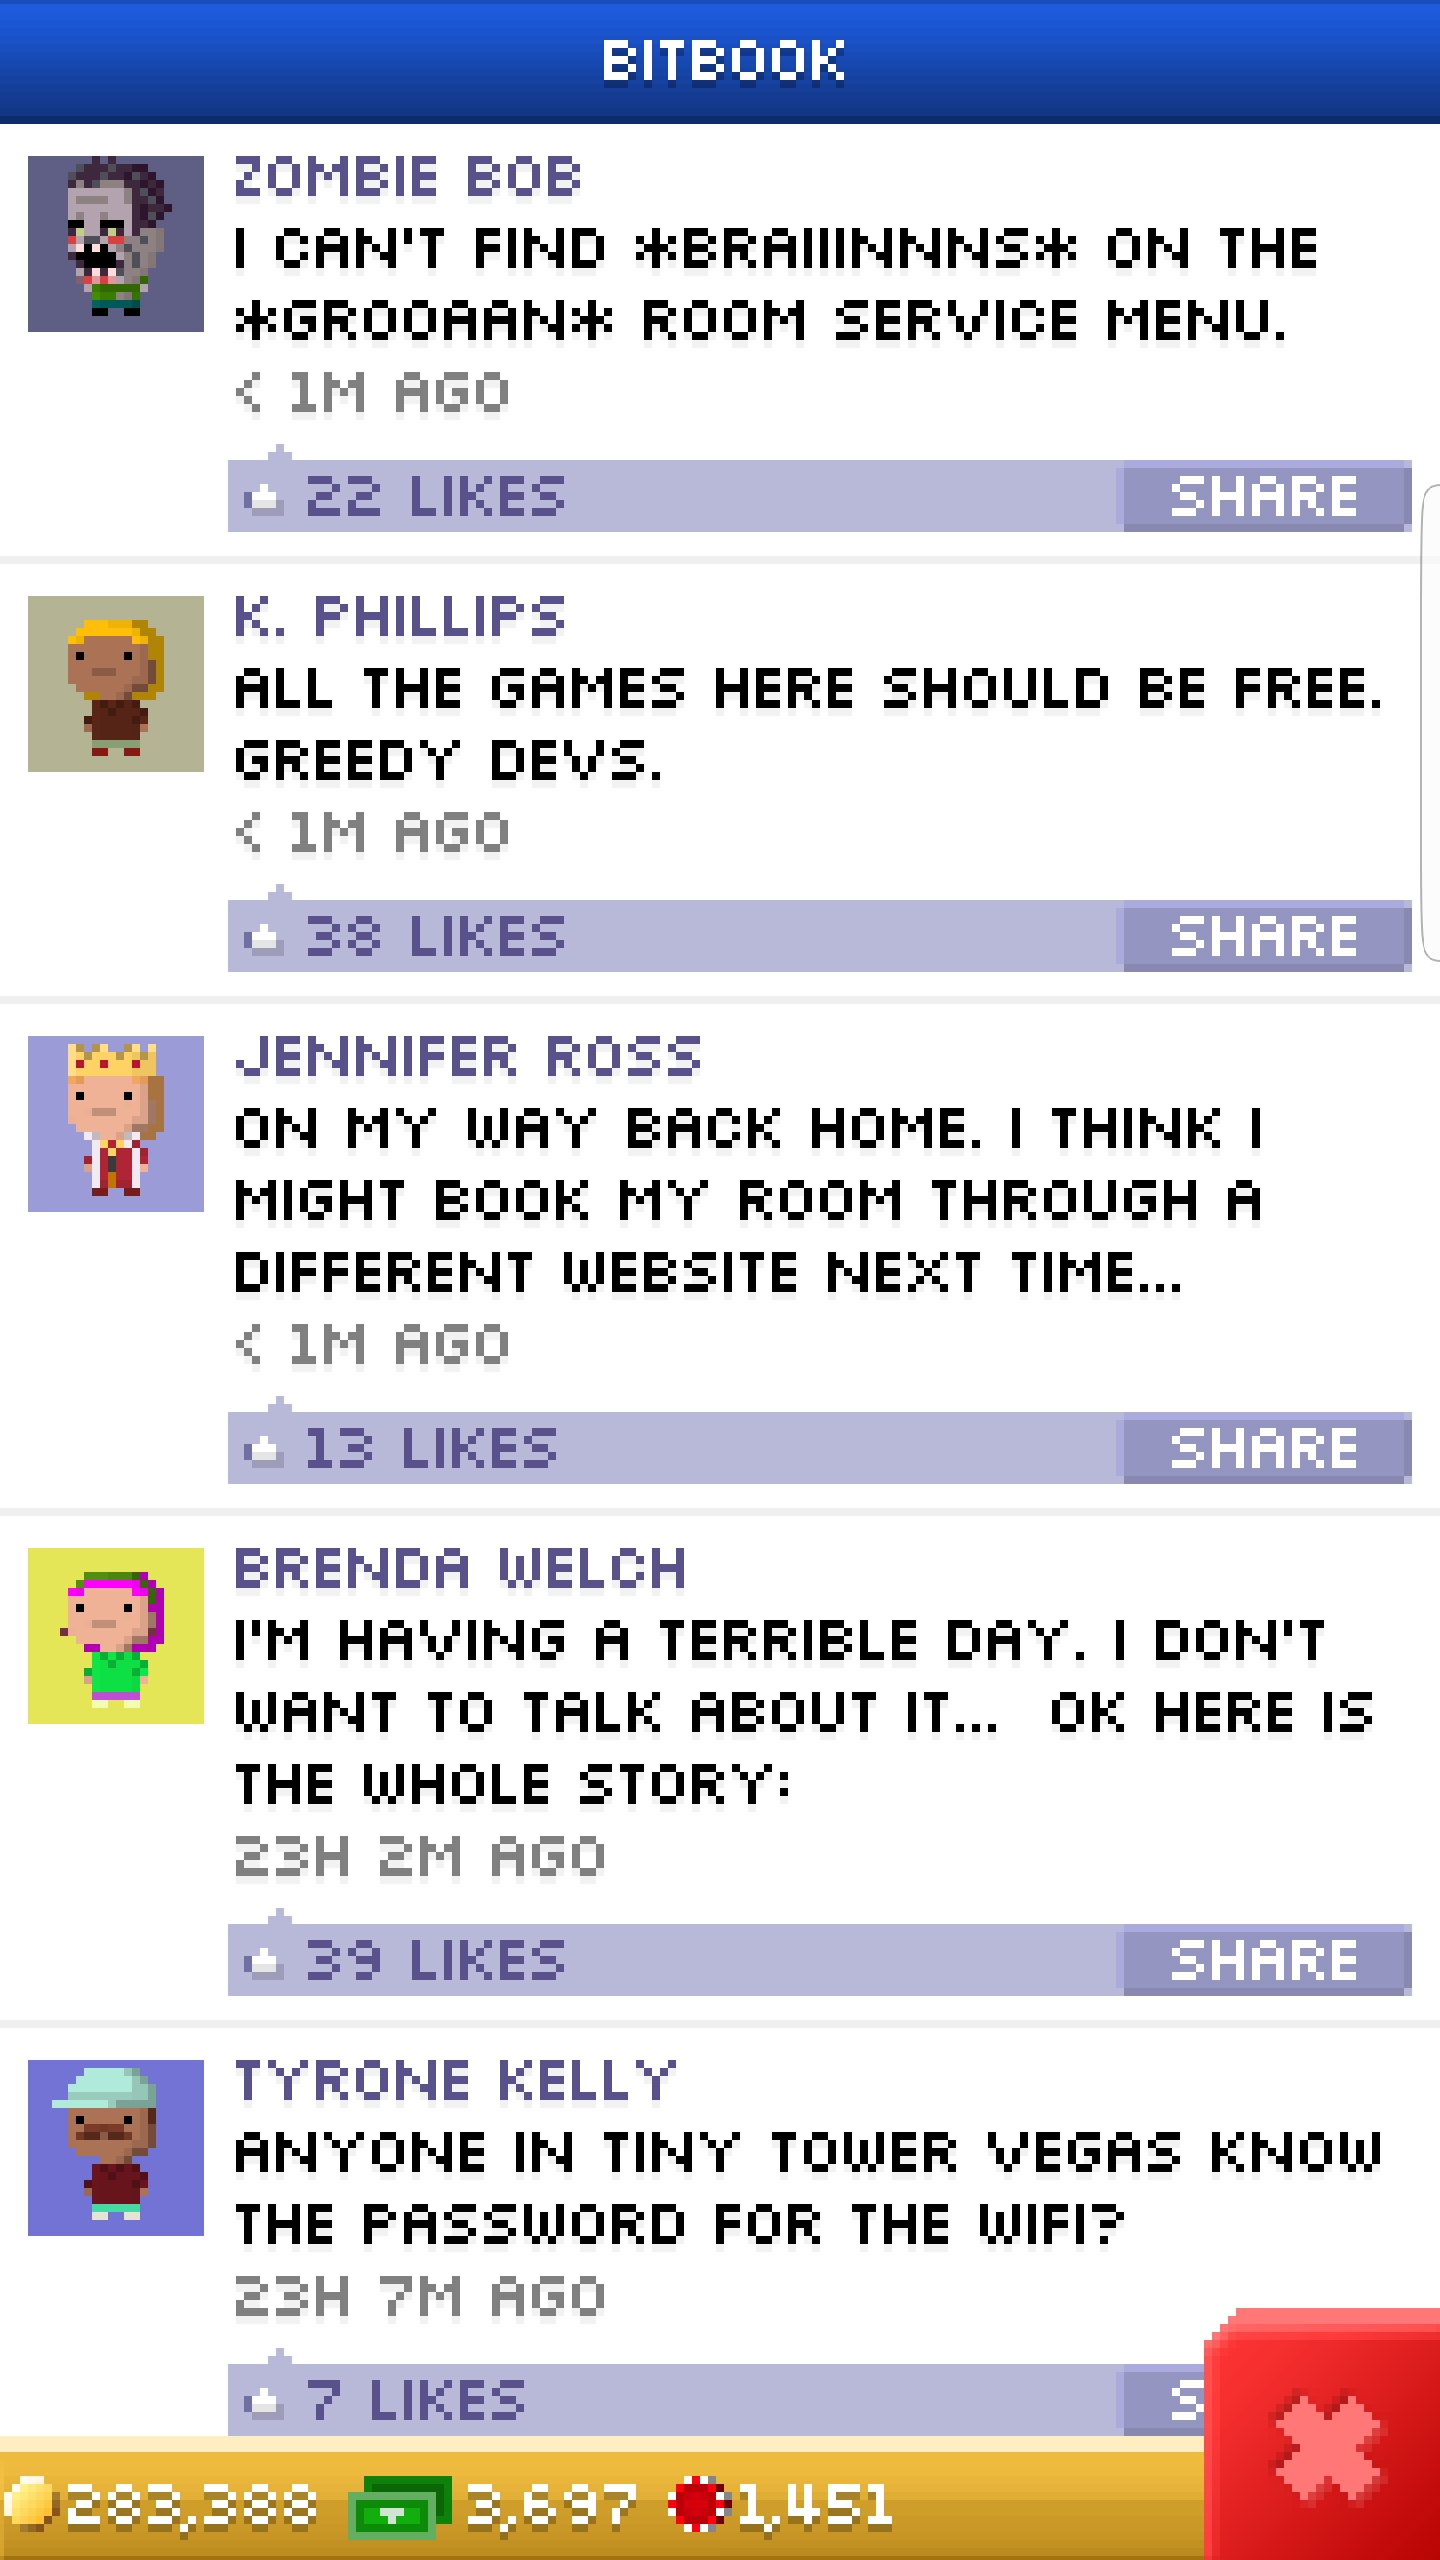 BITBOOK
ZOMBIE BOB
I CAN'T FIND *BRAIIINNNS* ON THE
*GROOAAN* ROOM SERVICE MENU.
< 1M AGO
22 LIKES SHARE
K. PHILLIPS
ALL THE GAMES HERE SHOULD BE FREE.
GREEDY DEVS.
< 1M AGO
38 LIKES SHARE
JENNIFER ROSS
ON MY WAY BACK HOME. I THINK I
MIGHT BOOK MY ROOM THROUGH A
DIFFERENT WEBSITE NEXT TIME...
< 1M AGO
13 LIKES SHARE
BRENDA WELCH
I'M HAVING A TERRIBLE DAY. I DON'T
WANT TO TALK ABOUT IT...  OK HERE IS
THE WHOLE STORY:
23H 2M AGO
39 LIKES SHARE
TYRONE KELLY
ANYONE IN TINY TOWER VEGAS KNOW
THE PASSWORD FOR THE WIFI?
23H 7M AGO
7 LIKES S
283,388 3,697 1,451